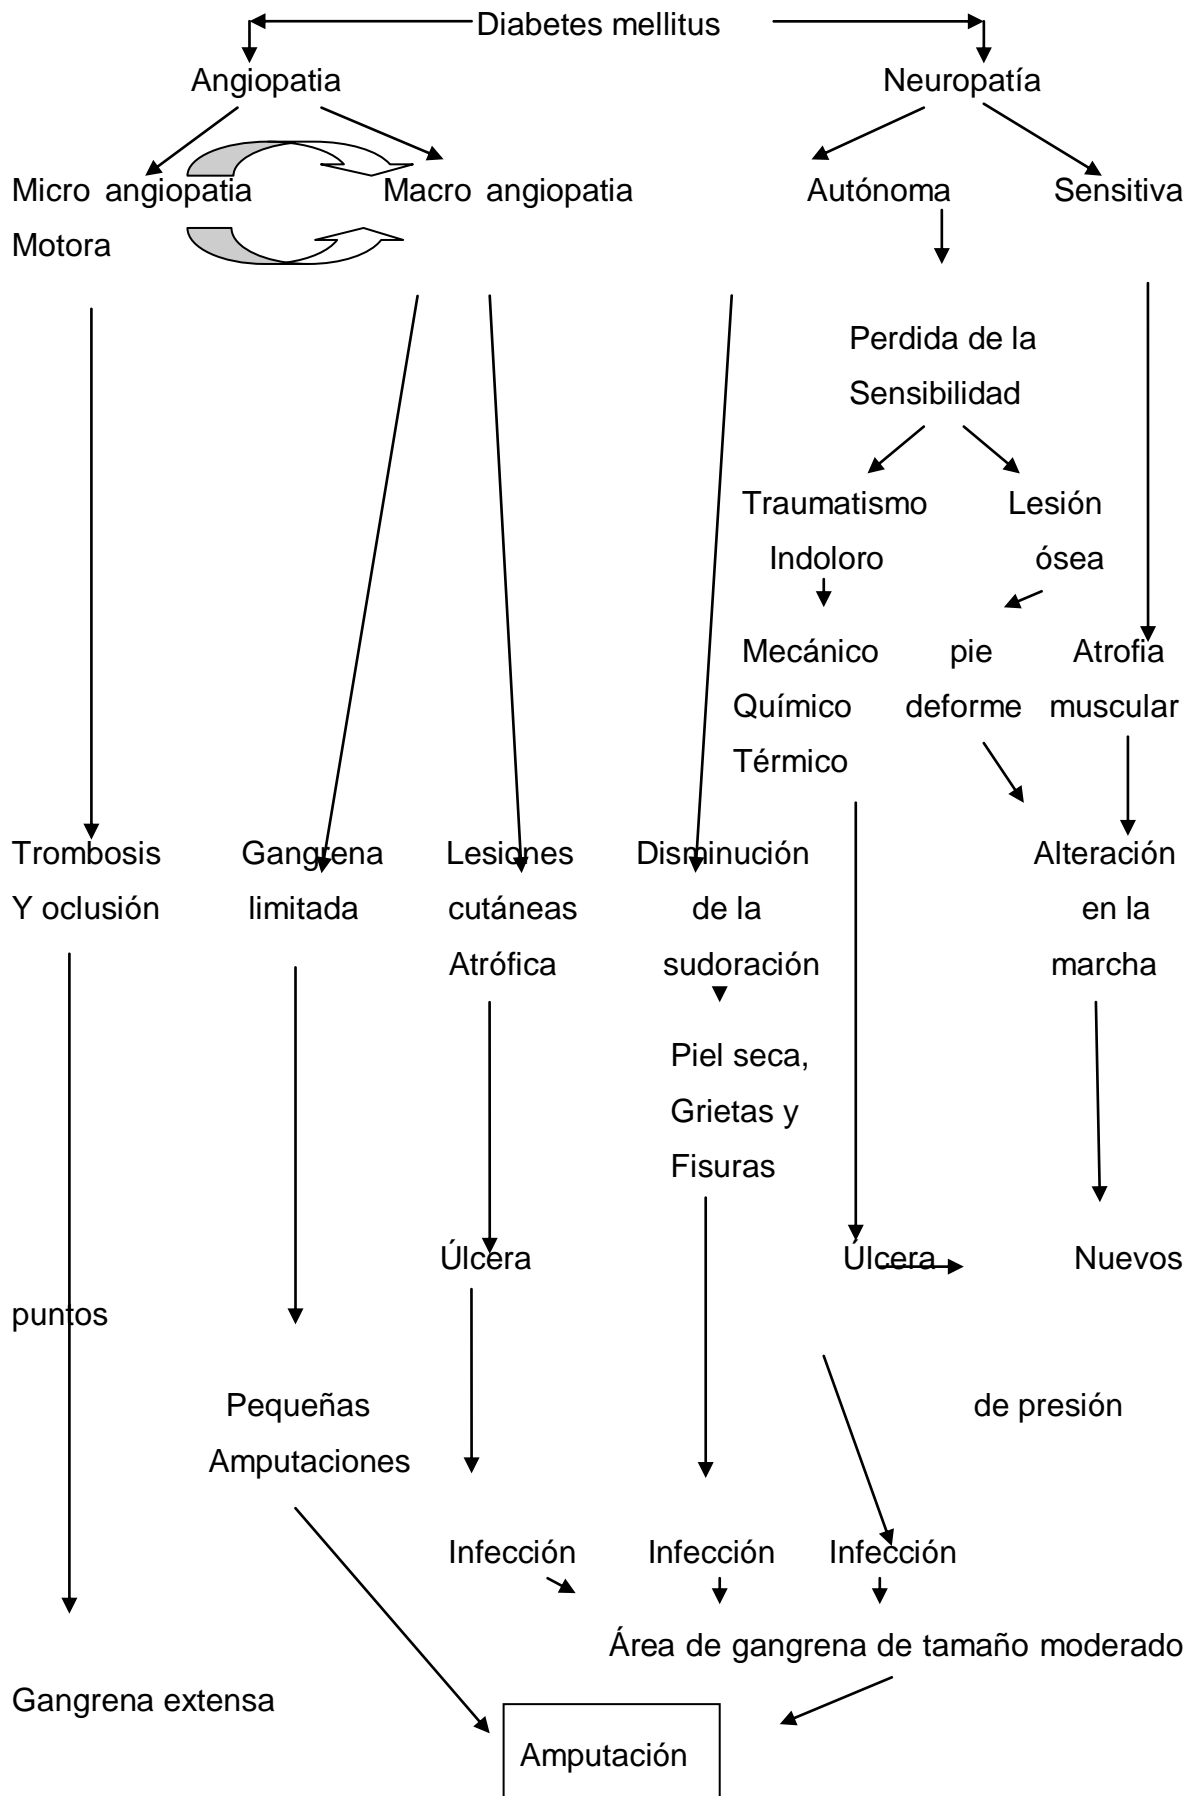 Diabetes mellitus
Angiopatia Neuropatía
Micro angiopatia Macro angiopatia Autónoma Sensitiva
Motora
Perdida de la
Sensibilidad
Traumatismo Lesión
Indoloro ósea
Mecánico pie Atrofia
Químico deforme muscular
Térmico
Trombosis Gangrena Lesiones Disminución Alteración
Y oclusión limitada cutáneas de la en la
Atrófica sudoración marcha
Piel seca,
Grietas y
Fisuras
Úlcera Úlcera Nuevos
puntos
Pequeñas de presión
Amputaciones
Infección Infección Infección
Área de gangrena de tamaño moderado
Gangrena extensa
Amputación